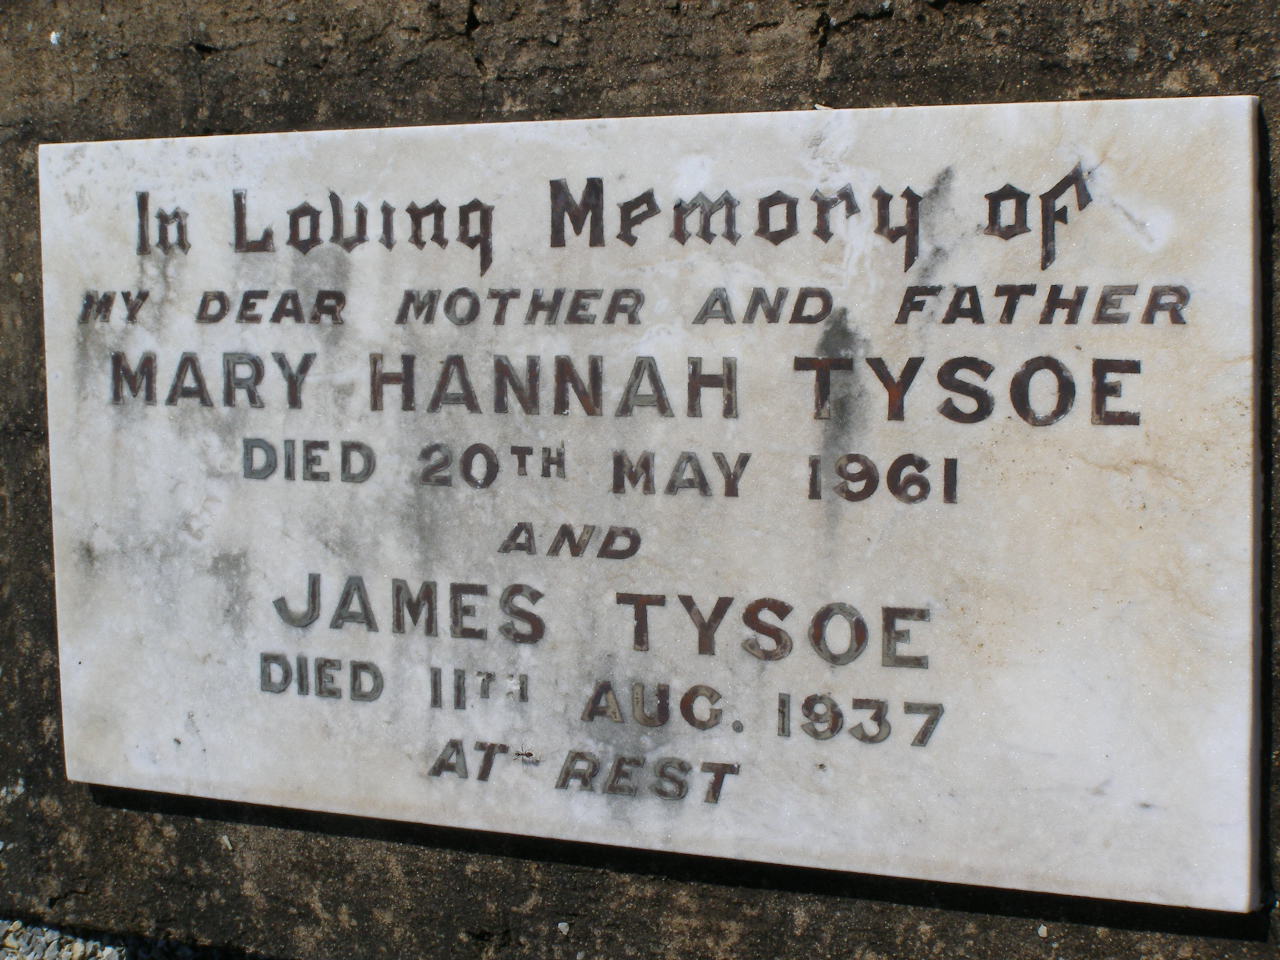 In Loving Memory of
MY DEAR MOTHER AND FATHER
MARY HANNAH TYSOE
DIED 20TH MAY 1961
AND
JAMES TYSOE
DIED 11TH AUG. 1937
AT REST